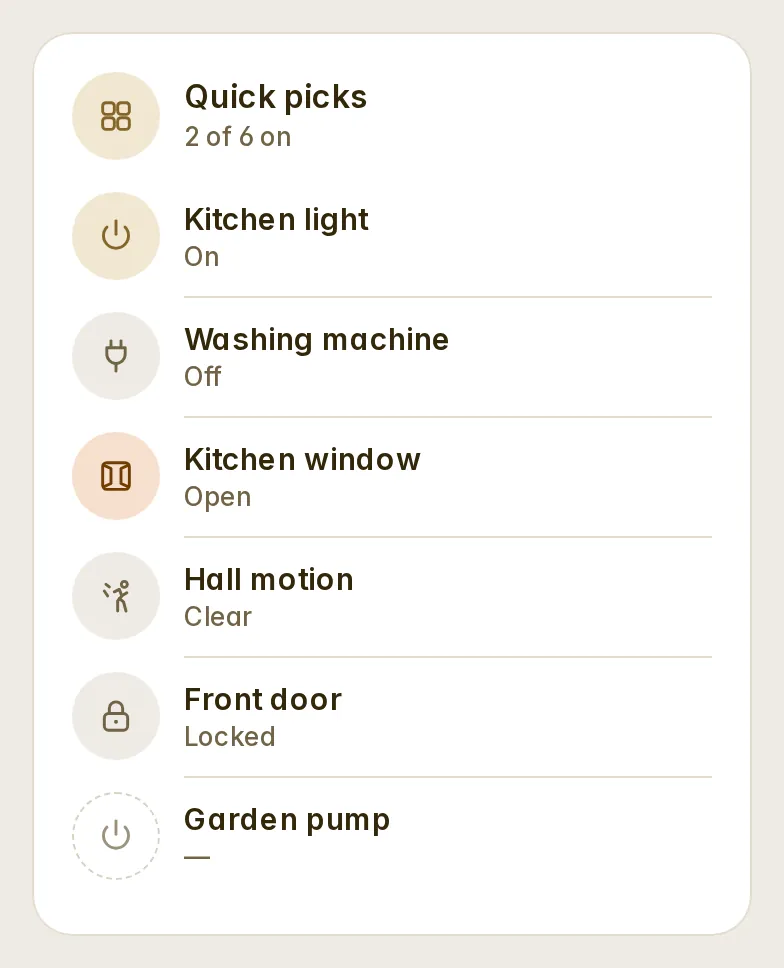 Quick picks
2 of 6 on
Kitchen light
On
Washing machine
Off
Kitchen window
Open
Hall motion
Clear
Front door
Locked
Garden pump
—